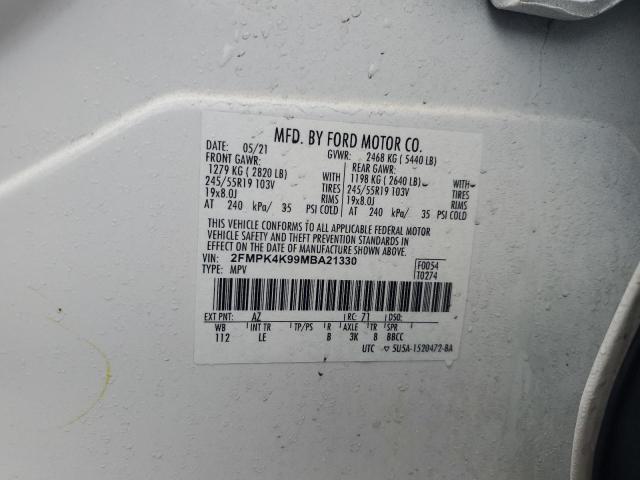 MFD. BY FORD MOTOR CO.
DATE: 05/21 GVWR: 2468 KG ( 5440 LB)
FRONT GAWR: REAR GAWR:
1279 KG ( 2820 LB) WITH 1198 KG ( 2640 LB) WITH
245/55R19 103V TIRES 245/55R19 103V TIRES
19x8.0J RIMS 19x8.0J RIMS
AT 240 kPa/ 35 PSI COLD AT 240 kPa/ 35 PSI COLD
THIS VEHICLE CONFORMS TO ALL APPLICABLE FEDERAL MOTOR
VEHICLE SAFETY AND THEFT PREVENTION STANDARDS IN
EFFECT ON THE DATE OF MANUFACTURE SHOWN ABOVE.
VIN: 2FMPK4K99MBA21330 F0054
TYPE: MPV T0274
EXT PNT: AZ RC: 71 DSO:
WB INT TR TP/PS R AXLE TR SPR
112 LE B 3K 8 BBCC
UTC 5U5A-1520472-BA